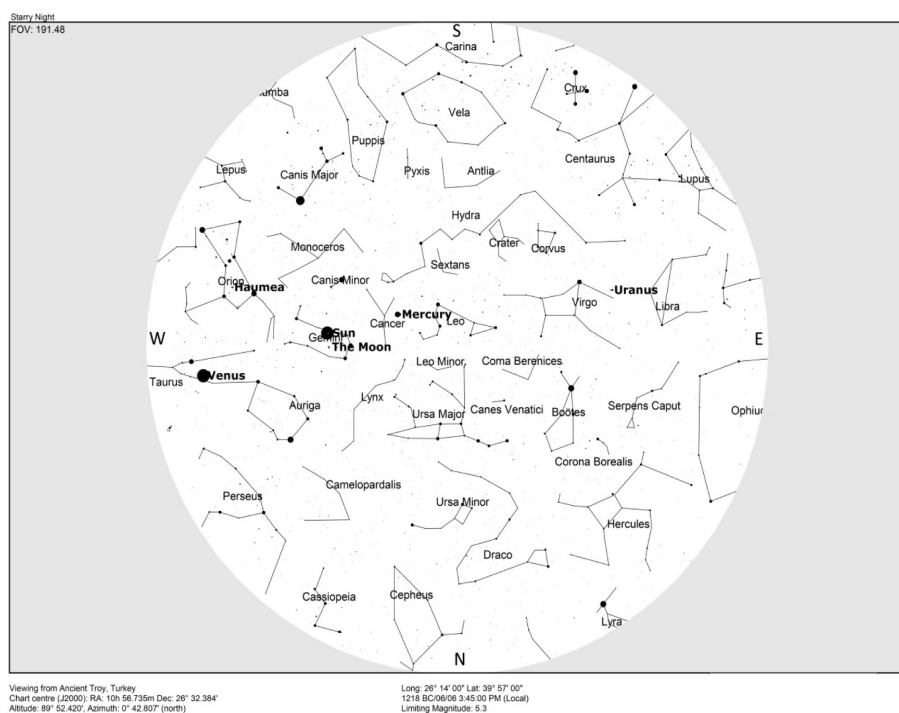 Starry Night
FOV: 191.48
S
Carina
Crux
umba
Vela
Puppis
Centaurus
Lepus
Canis Major
Pyxis
Antlia
Lupus
Hydra
Monoceros
Crater
Corvus
Sextans
Orion
Haumea
Canis Minor
Uranus
Virgo
Libra
Mercury
Cancer
Leo
W
Sun
Gemini
The Moon
E
Leo Minor
Coma Berenices
Taurus
Venus
Auriga
Lynx
Ursa Major
Canes Venatici
Boötes
Serpens Caput
Ophiuc
Corona Borealis
Camelopardalis
Perseus
Ursa Minor
Hercules
Draco
Cassiopeia
Cepheus
Lyra
N
Viewing from Ancient Troy, Turkey
Chart centre (J2000): RA: 10h 56.735m Dec: 26° 32.384'
Altitude: 89° 52.420', Azimuth: 0° 42.807' (north)
Long: 26° 14' 00" Lat: 39° 57' 00"
1218 BC/06/06 3:45:00 PM (Local)
Limiting Magnitude: 5.3